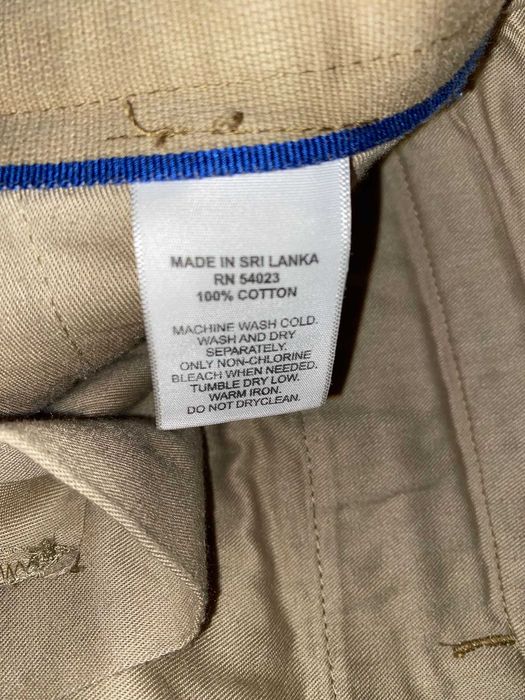 MADE IN SRI LANKA
RN 54023
100% COTTON
MACHINE WASH COLD.
WASH AND DRY
SEPARATELY.
ONLY NON-CHLORINE
BLEACH WHEN NEEDED.
TUMBLE DRY LOW.
WARM IRON.
DO NOT DRYCLEAN.